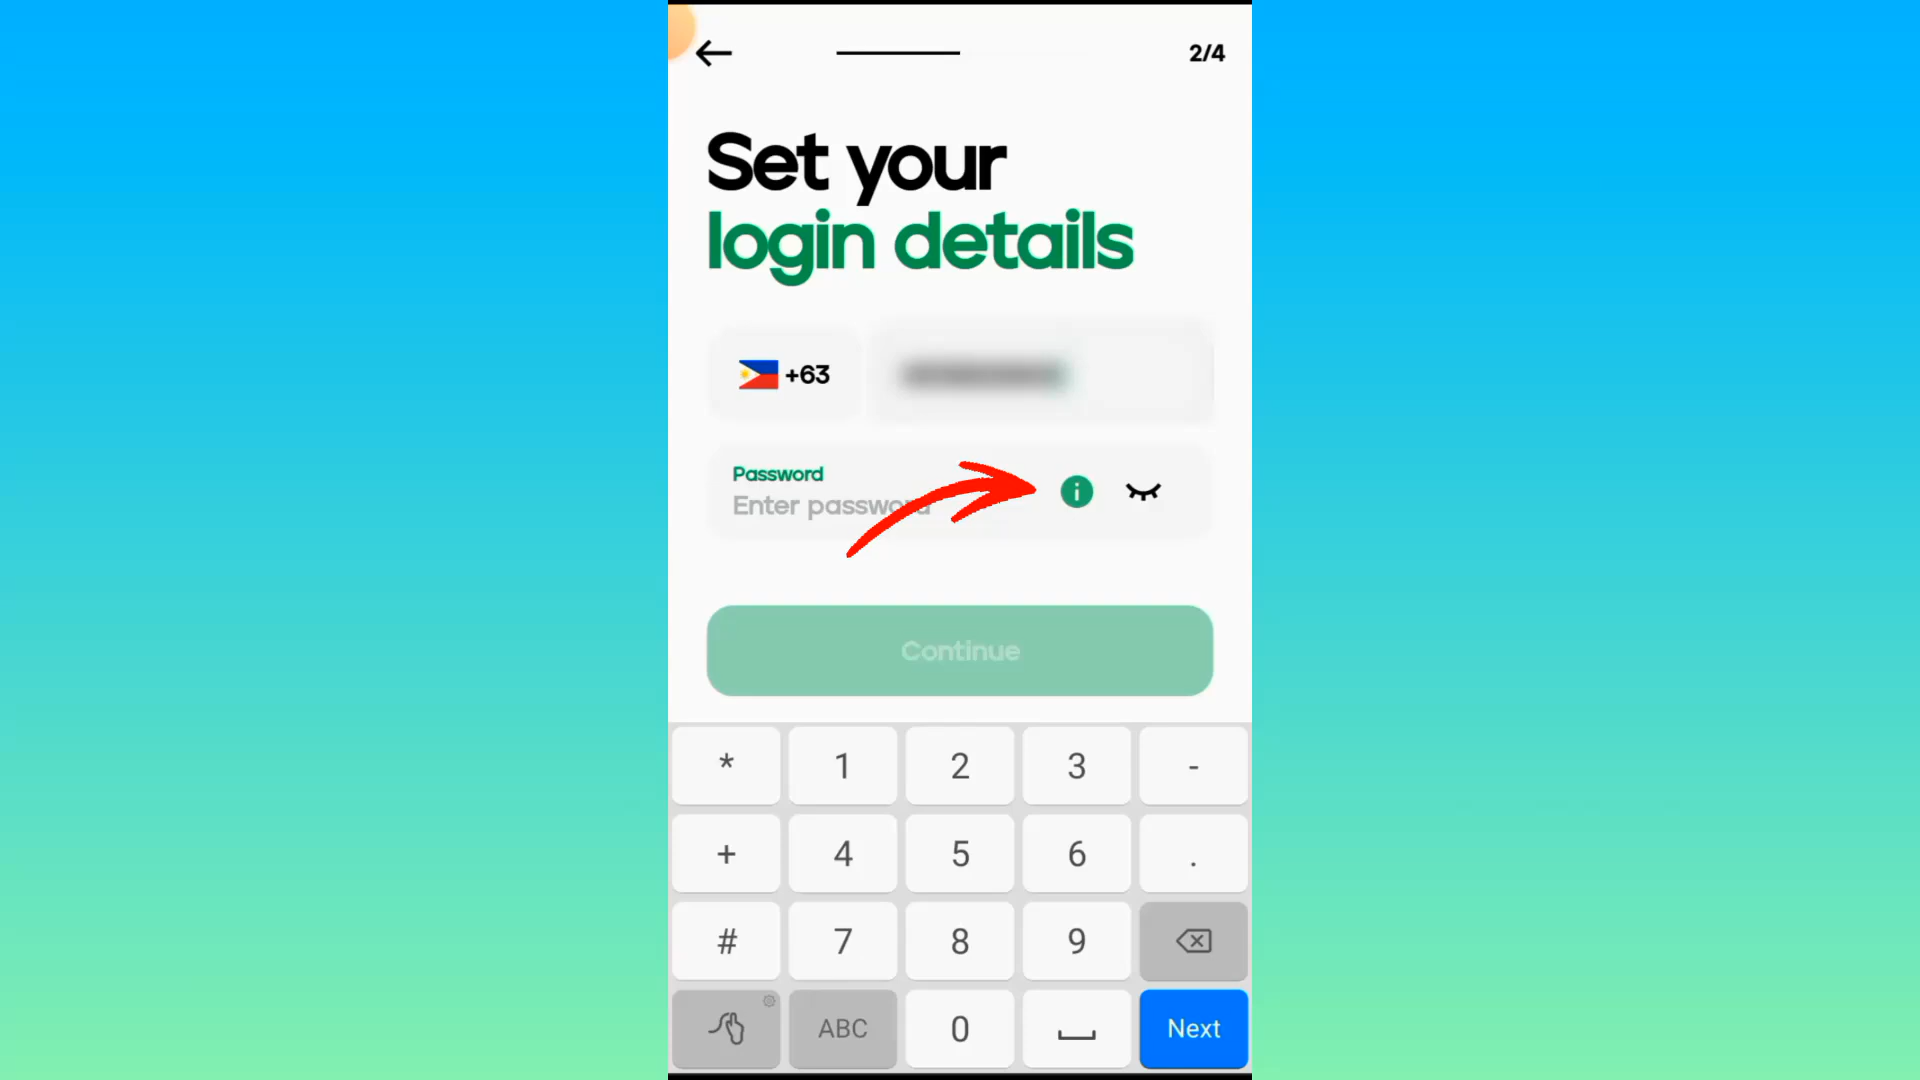 2/4
Set your
login details
+63
Password
Enter password
Continue
* 1 2 3 -
+ 4 5 6 .
# 7 8 9
ABC 0 Next